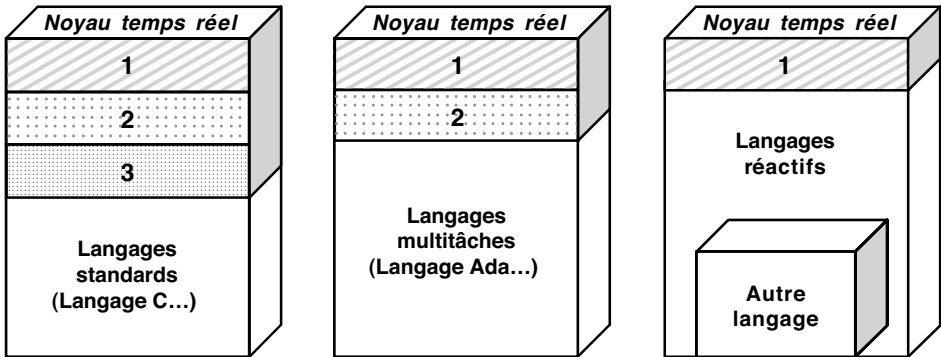 Noyau temps réel
1
2
3
Langages
standards
(Langage C…)
Noyau temps réel
1
2
Langages
multitâches
(Langage Ada…)
Noyau temps réel
1
Langages
réactifs
Autre
langage